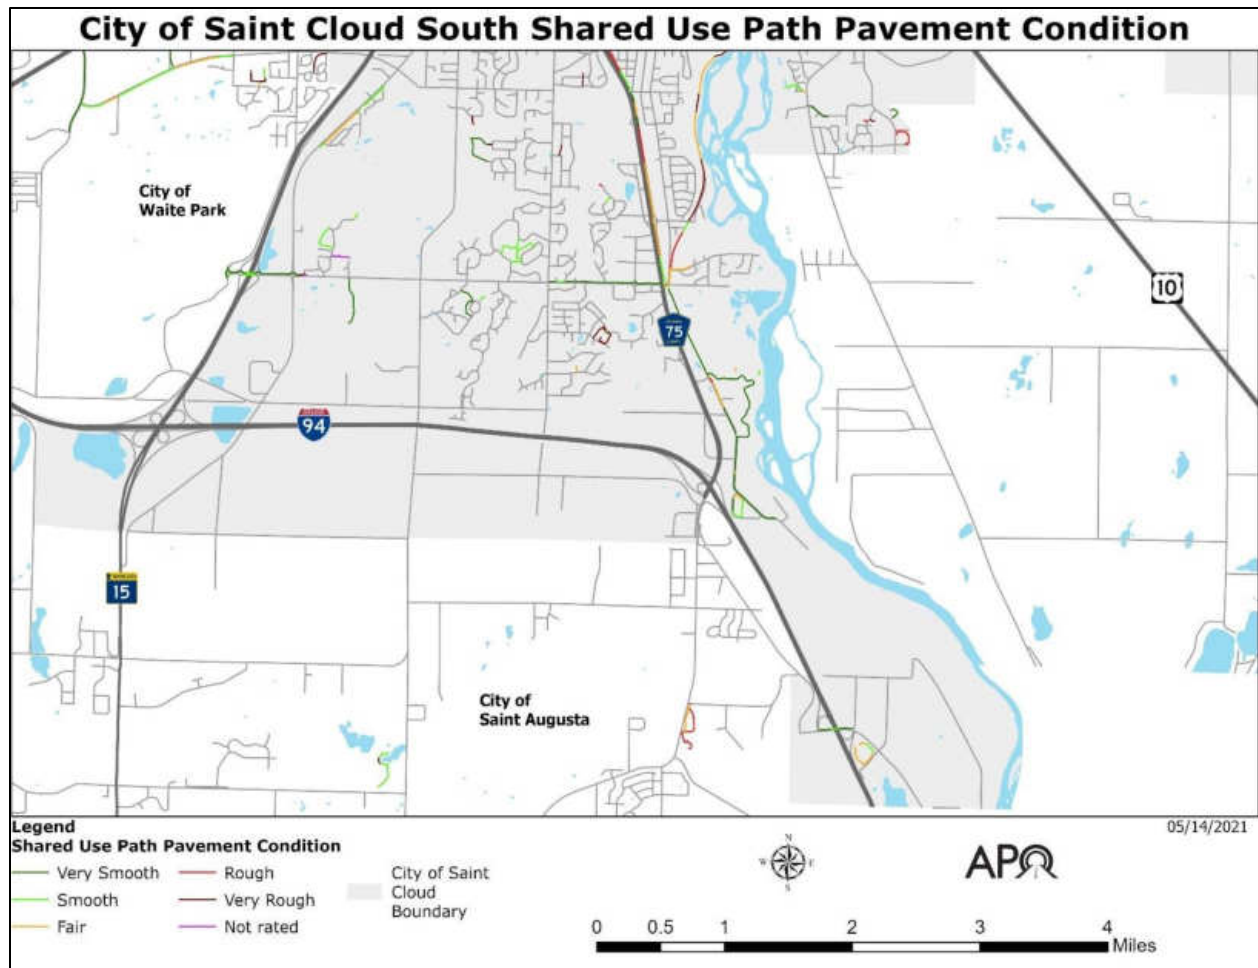 City of Saint Cloud South Shared Use Path Pavement Condition
City of
Waite Park
10
75
94
15
City of
Saint Augusta
Legend
05/14/2021
Shared Use Path Pavement Condition
Very Smooth
Rough
City of Saint
Cloud
Boundary
Smooth
Very Rough
Fair
Not rated
N
W
E
S
APO
0
0.5
1
2
3
4
Miles